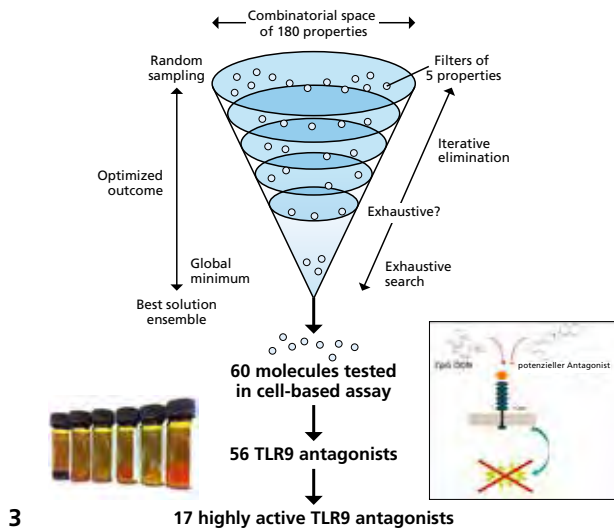 Combinatorial space
of 180 properties
Random
sampling
Filters of
5 properties
Iterative
elimination
Optimized
outcome
Exhaustive?
Global
minimum
Exhaustive
search
Best solution
ensemble
60 molecules tested
in cell-based assay
CpG ODN
potenzieller Antagonist
56 TLR9 antagonists
3
17 highly active TLR9 antagonists